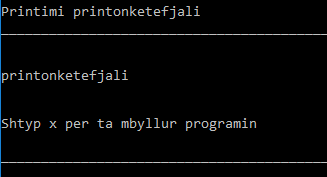 Printimi printonketefjali
printonketefjali
Shtyp x per ta mbyllur programin